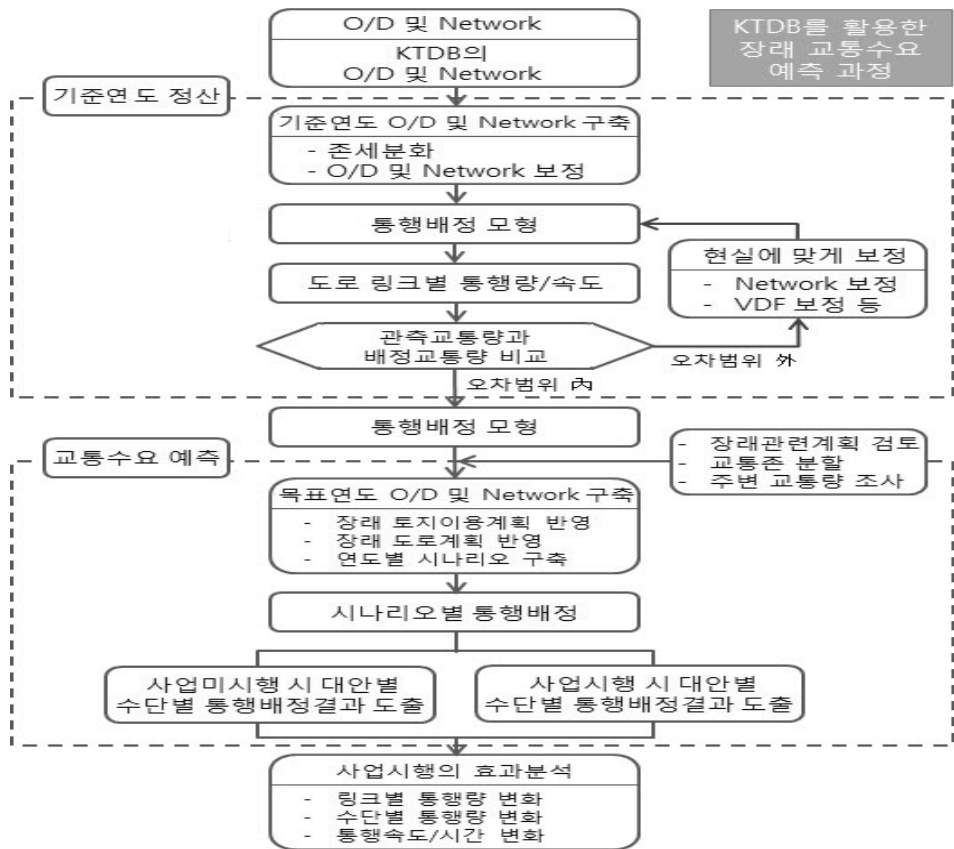 O/D 및 Network
KTDB의
O/D 및 Network
KTDB를 활용한
장래 교통수요
예측 과정
기준연도 정산
기준연도 O/D 및 Network 구축
- 존세분화
- O/D 및 Network 보정
통행배정 모형
현실에 맞게 보정
- Network 보정
- VDF 보정 등
도로 링크별 통행량/속도
관측교통량과
배정교통량 비교
오차범위 外
오차범위 內
통행배정 모형
교통수요 예측
- 장래관련계획 검토
- 교통존 분할
- 주변 교통량 조사
목표연도 O/D 및 Network 구축
- 장래 토지이용계획 반영
- 장래 도로계획 반영
- 연도별 시나리오 구축
시나리오별 통행배정
사업미시행 시 대안별
수단별 통행배정결과 도출
사업시행 시 대안별
수단별 통행배정결과 도출
사업시행의 효과분석
- 링크별 통행량 변화
- 수단별 통행량 변화
- 통행속도/시간 변화